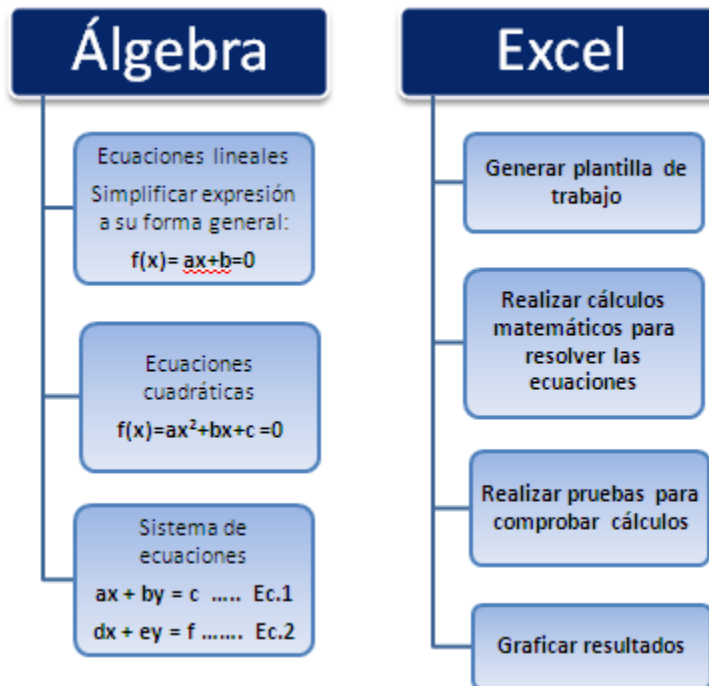 Álgebra
Ecuaciones lineales
Simplificar expresión
a su forma general:
f(x)= ax+b=0
Ecuaciones
cuadráticas
f(x)=ax²+bx+c =0
Sistema de
ecuaciones
ax + by = c ..... Ec.1
dx + ey = f ....... Ec.2
Excel
Generar plantilla de
trabajo
Realizar cálculos
matemáticos para
resolver las
ecuaciones
Realizar pruebas para
comprobar cálculos
Graficar resultados